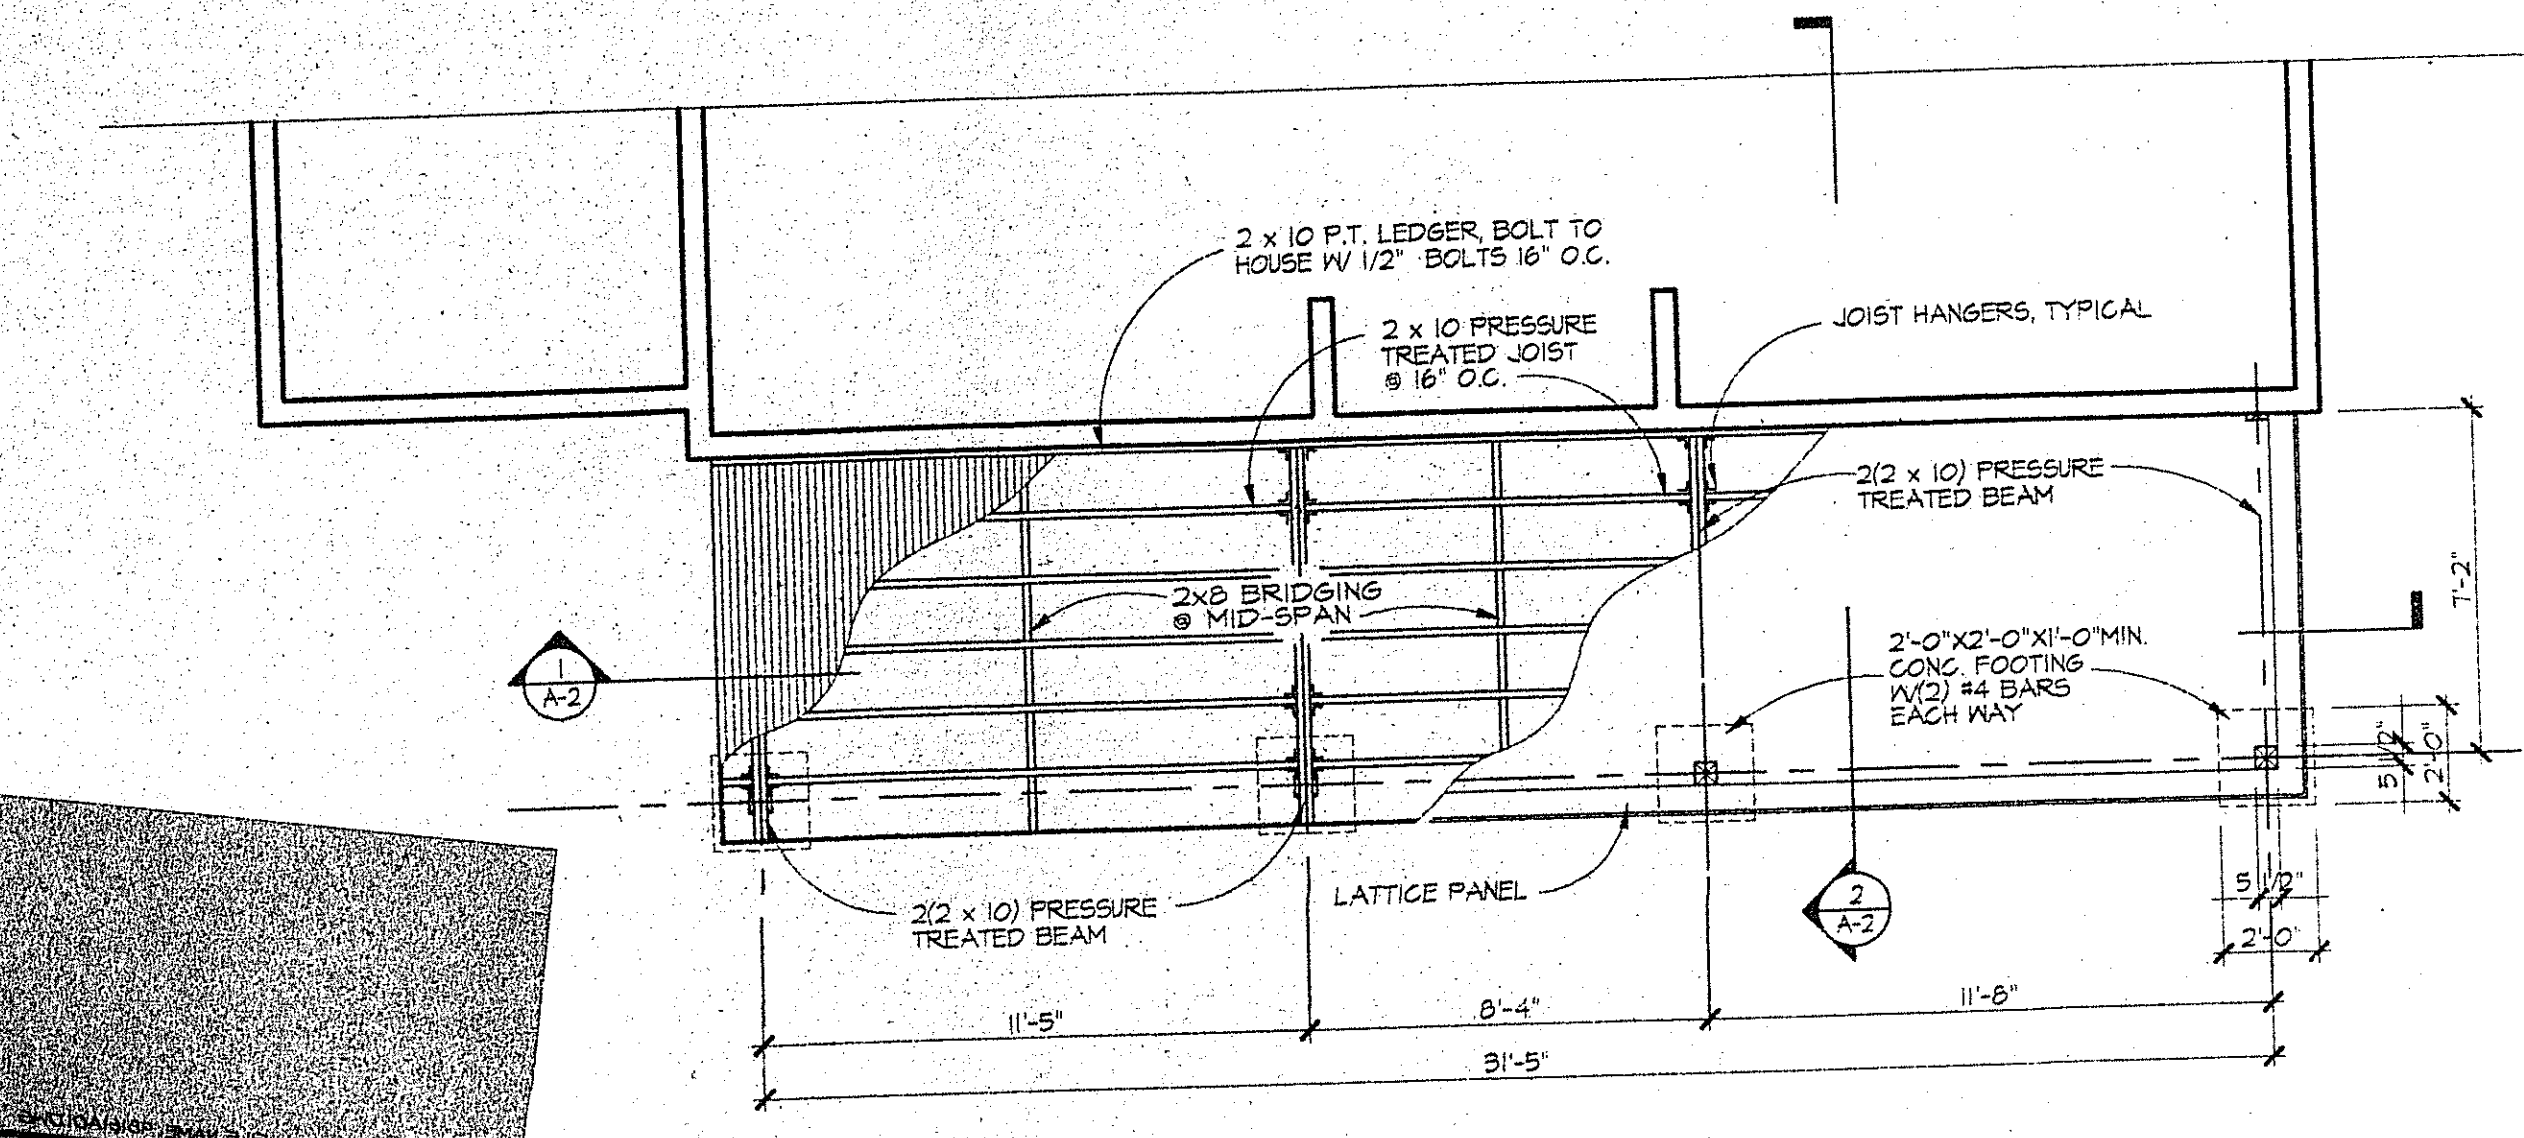 2 x 10 P.T. LEDGER, BOLT TO
HOUSE W/ 1/2" BOLTS 16" O.C.
2 x 10 PRESSURE
TREATED JOIST
@ 16" O.C.
JOIST HANGERS, TYPICAL
2(2 x 10) PRESSURE
TREATED BEAM
7'-2"
2x8 BRIDGING
@ MID-SPAN
2'-0"X2'-0"X1'-0"MIN.
CONC. FOOTING
W/(2) #4 BARS
EACH WAY
1
A-2
5 1/2"
2'-0"
2(2 x 10) PRESSURE
TREATED BEAM
LATTICE PANEL
2
A-2
5 1/2"
2'-0"
11'-5"
8'-4"
11'-8"
31'-5"